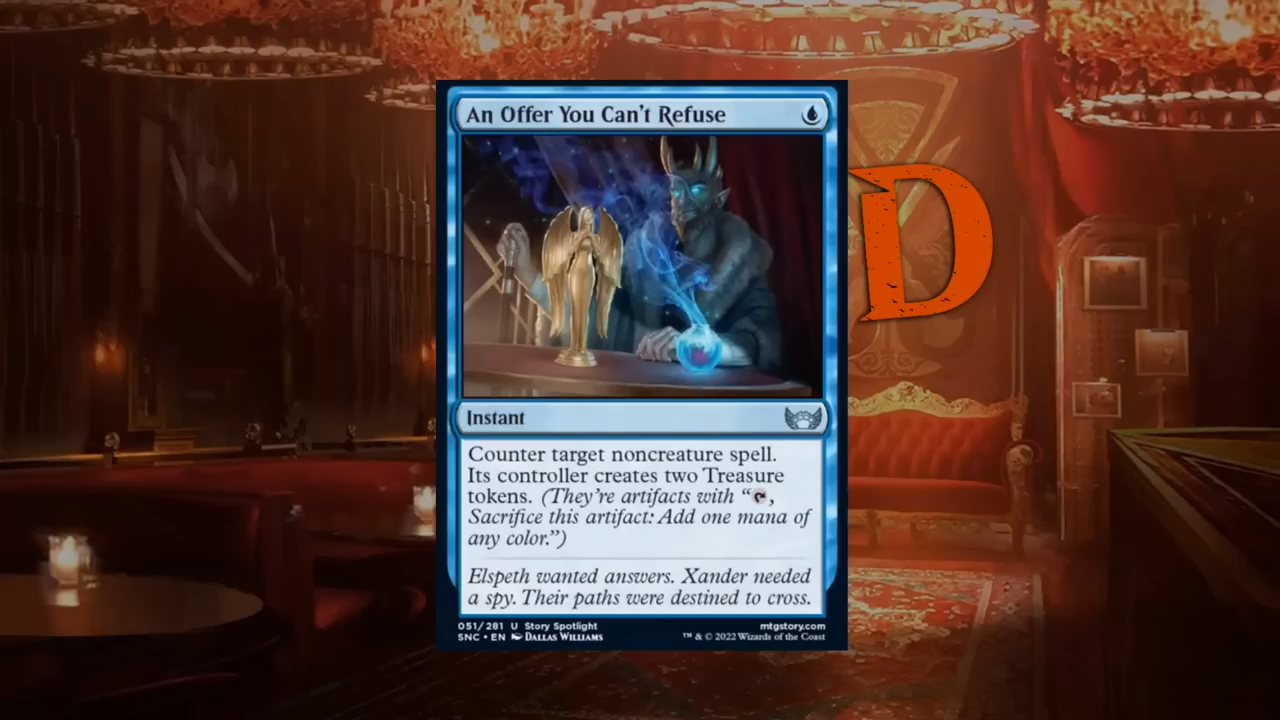 An Offer You Can't Refuse
D
Instant
Counter target noncreature spell.
Its controller creates two Treasure
tokens. (They're artifacts with “,
Sacrifice this artifact: Add one mana of
any color.”)
Elspeth wanted answers. Xander needed
a spy. Their paths were destined to cross.
051/281 U Story Spotlight
mtgstory.com
SNC • EN DALLAS WILLIAMS
™ & © 2022 Wizards of the Coast